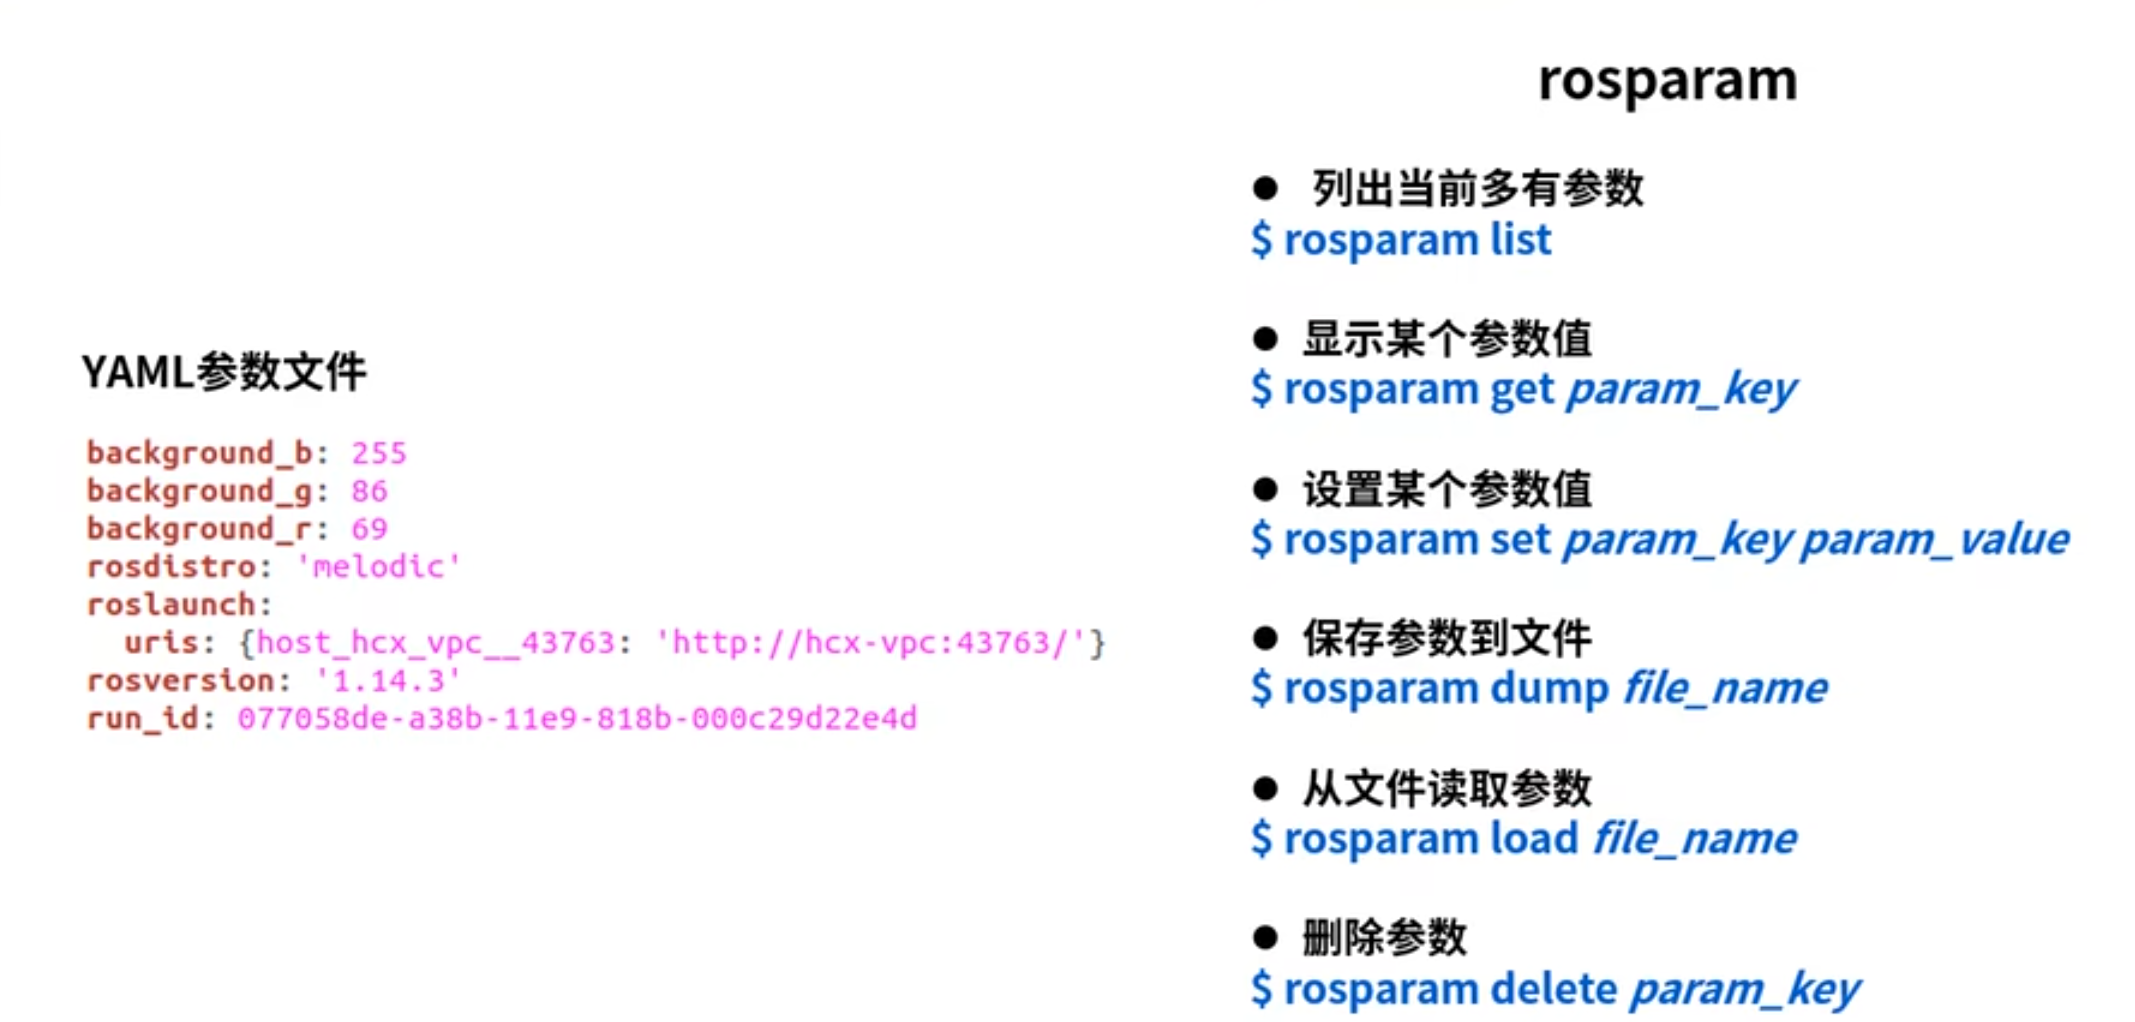 rosparam
YAML参数文件
background_b: 255
background_g: 86
background_r: 69
rosdistro: 'melodic'
roslaunch:
  uris: {host_hcx_vpc__43763: 'http://hcx-vpc:43763/'}
rosversion: '1.14.3'
run_id: 077058de-a38b-11e9-818b-000c29d22e4d
● 列出当前多有参数
$ rosparam list
● 显示某个参数值
$ rosparam get param_key
● 设置某个参数值
$ rosparam set param_key param_value
● 保存参数到文件
$ rosparam dump file_name
● 从文件读取参数
$ rosparam load file_name
● 删除参数
$ rosparam delete param_key